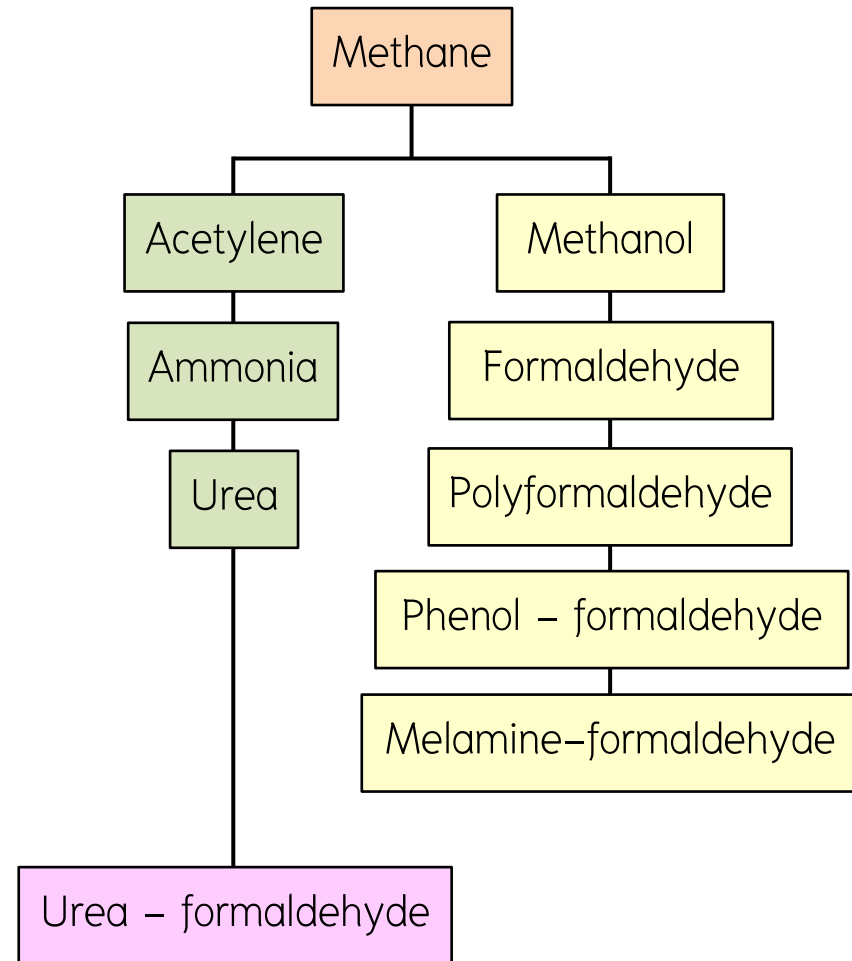 Methane
Acetylene
Methanol
Ammonia
Formaldehyde
Urea
Polyformaldehyde
Phenol – formaldehyde
Melamine–formaldehyde
Urea – formaldehyde